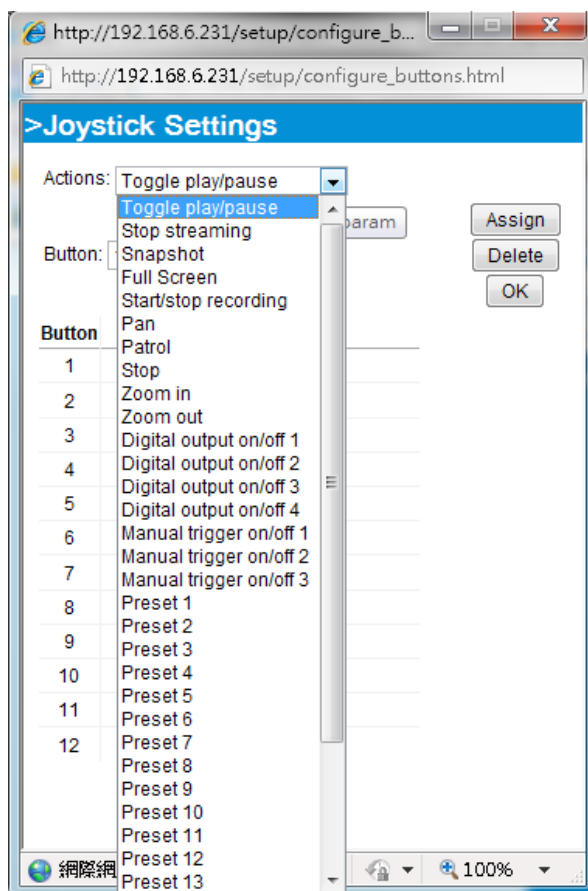 http://192.168.6.231/setup/configure_b...
http://192.168.6.231/setup/configure_buttons.html
>Joystick Settings
Actions: Toggle play/pause
Toggle play/pause
param
Assign
Stop streaming
Button:
Snapshot
Delete
Full Screen
OK
Start/stop recording
Button
Pan
Patrol
1
Stop
2
Zoom in
Zoom out
3
Digital output on/off 1
4
Digital output on/off 2
Digital output on/off 3
5
Digital output on/off 4
6
Manual trigger on/off 1
Manual trigger on/off 2
7
Manual trigger on/off 3
8
Preset 1
Preset 2
9
Preset 3
10
Preset 4
Preset 5
11
Preset 6
12
Preset 7
Preset 8
Preset 9
Preset 10
Preset 11
Preset 12
Preset 13
網際網
100%